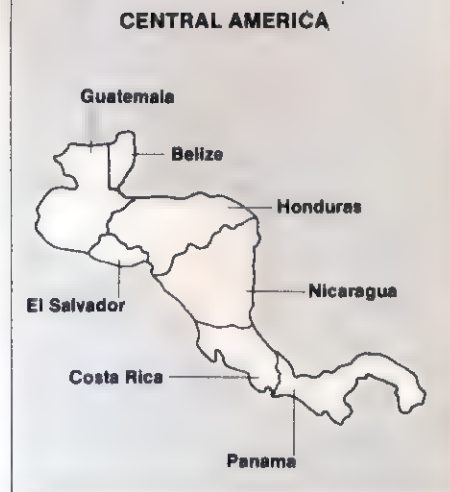 CENTRAL AMERICA
Guatemala
Belize
Honduras
Nicaragua
El Salvador
Costa Rica
Panama